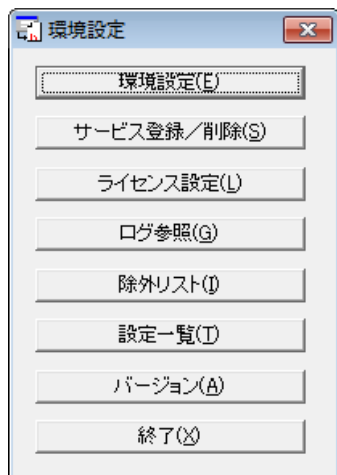 環境設定
環境設定(E)
サービス登録／削除(S)
ライセンス設定(L)
ログ参照(G)
除外リスト(I)
設定一覧(T)
バージョン(A)
終了(X)